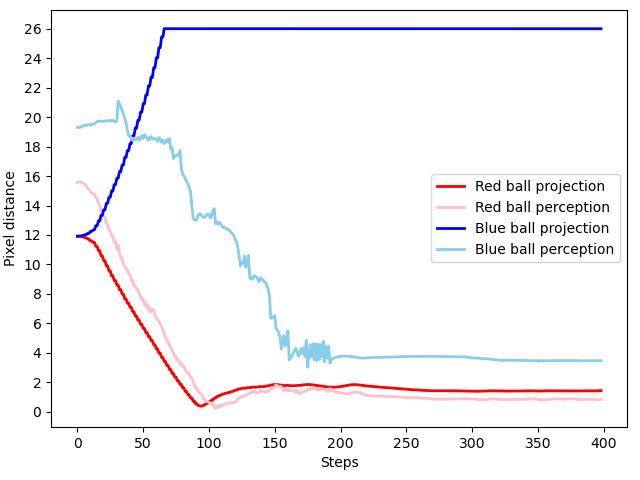 26
24
22
20
18
16
14
12
10
8
6
4
2
0
Pixel distance
Red ball projection
Red ball perception
Blue ball projection
Blue ball perception
0 50 100 150 200 250 300 350 400
Steps